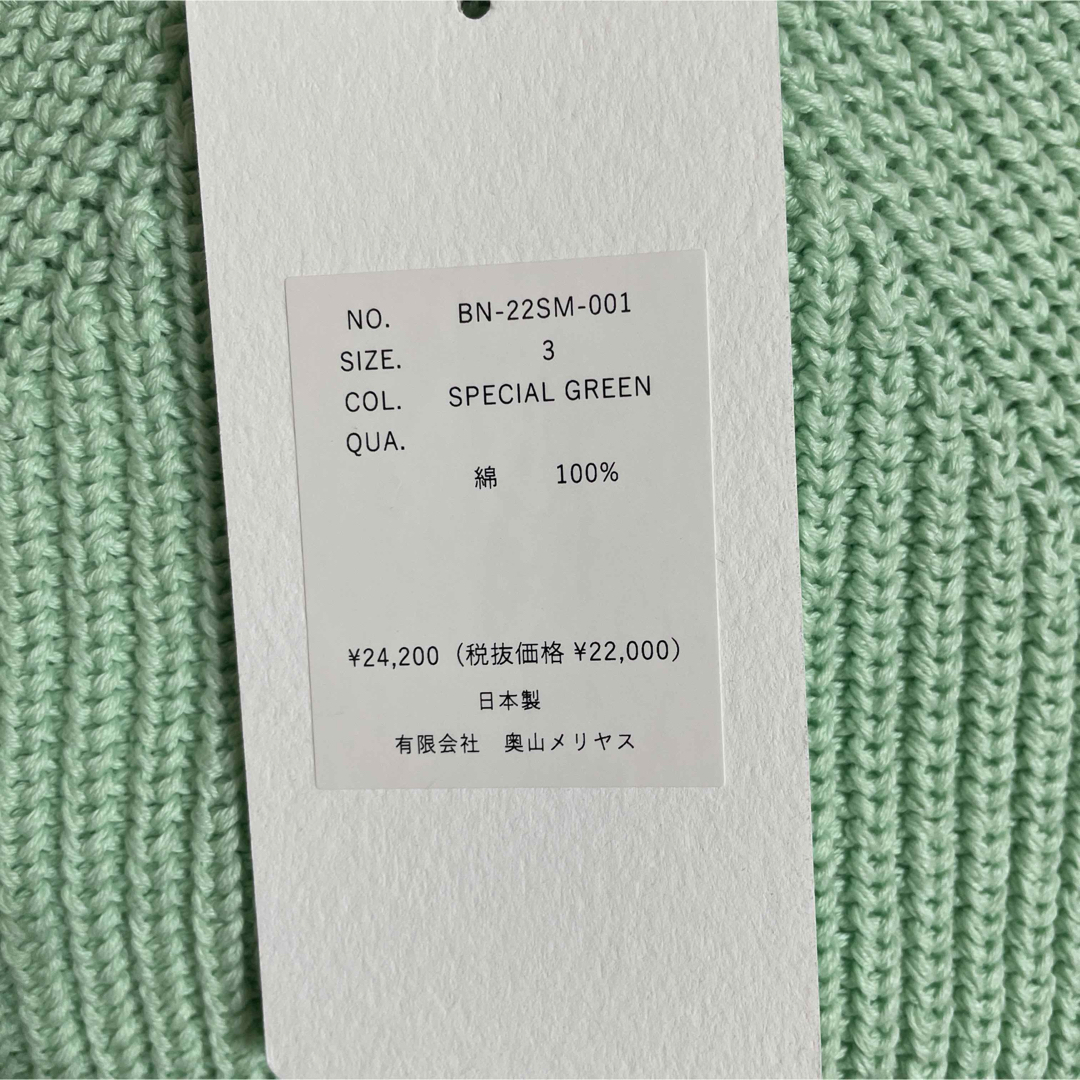 NO. BN-22SM-001
SIZE. 3
COL. SPECIAL GREEN
QUA.
綿 100%
¥24,200（税抜価格 ¥22,000）
日本製
有限会社　奥山メリヤス